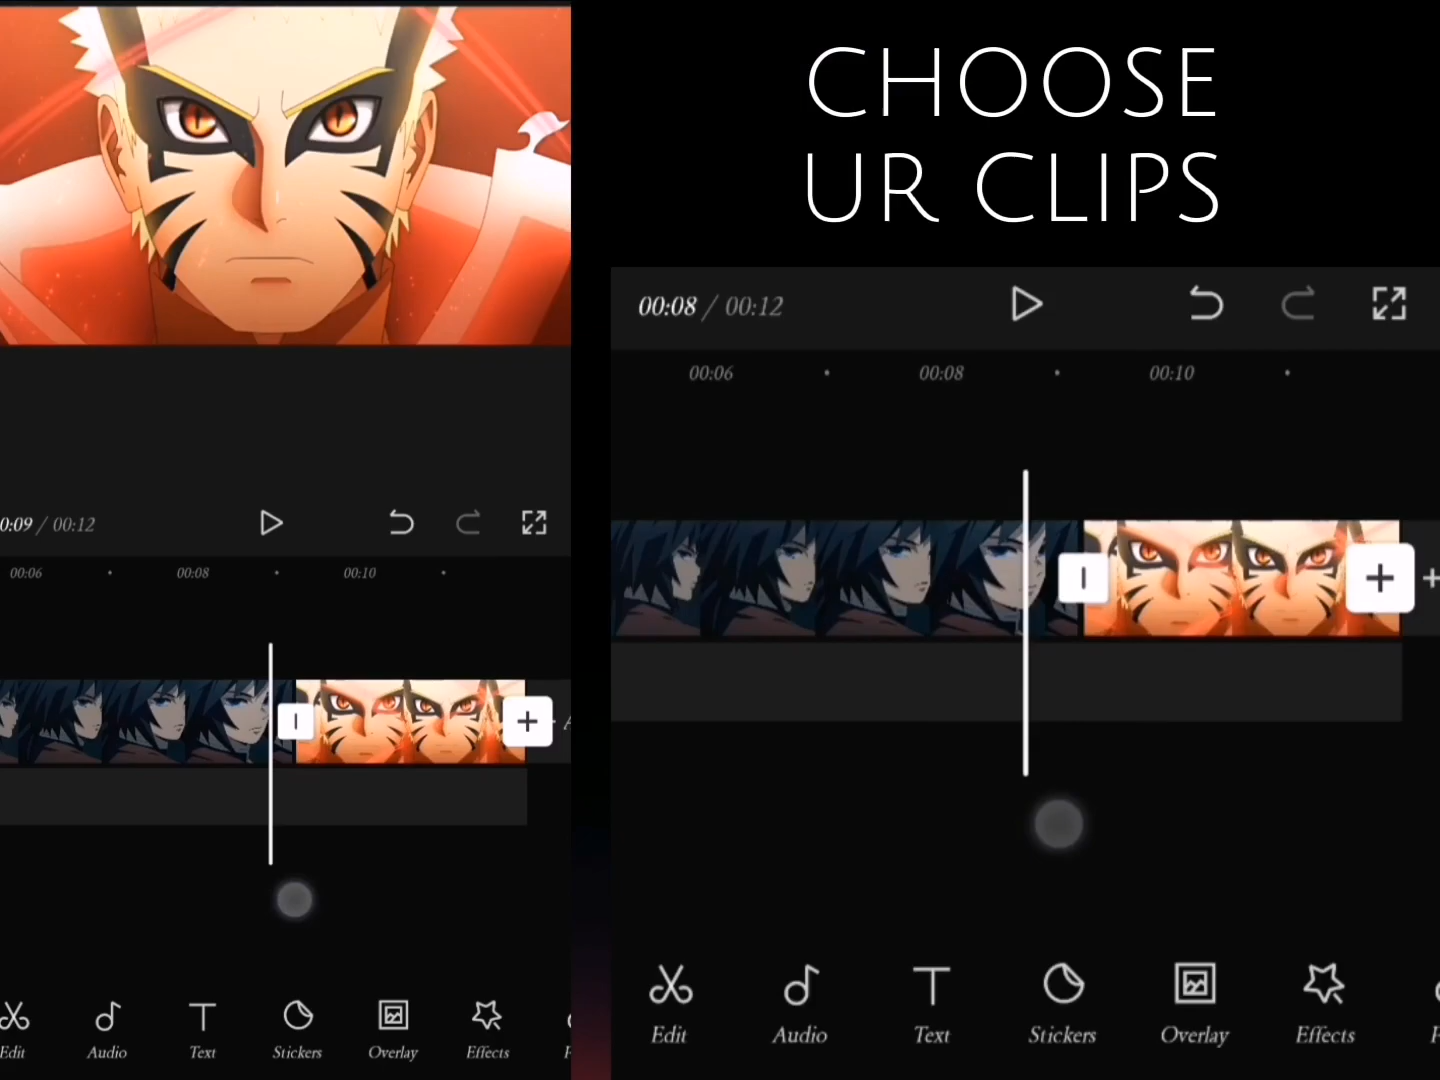 CHOOSE
UR CLIPS
0:09 / 00:12
00:06 00:08 00:10
Edit Audio Text Stickers Overlay Effects
00:08 / 00:12
00:06 00:08 00:10
Edit Audio Text Stickers Overlay Effects